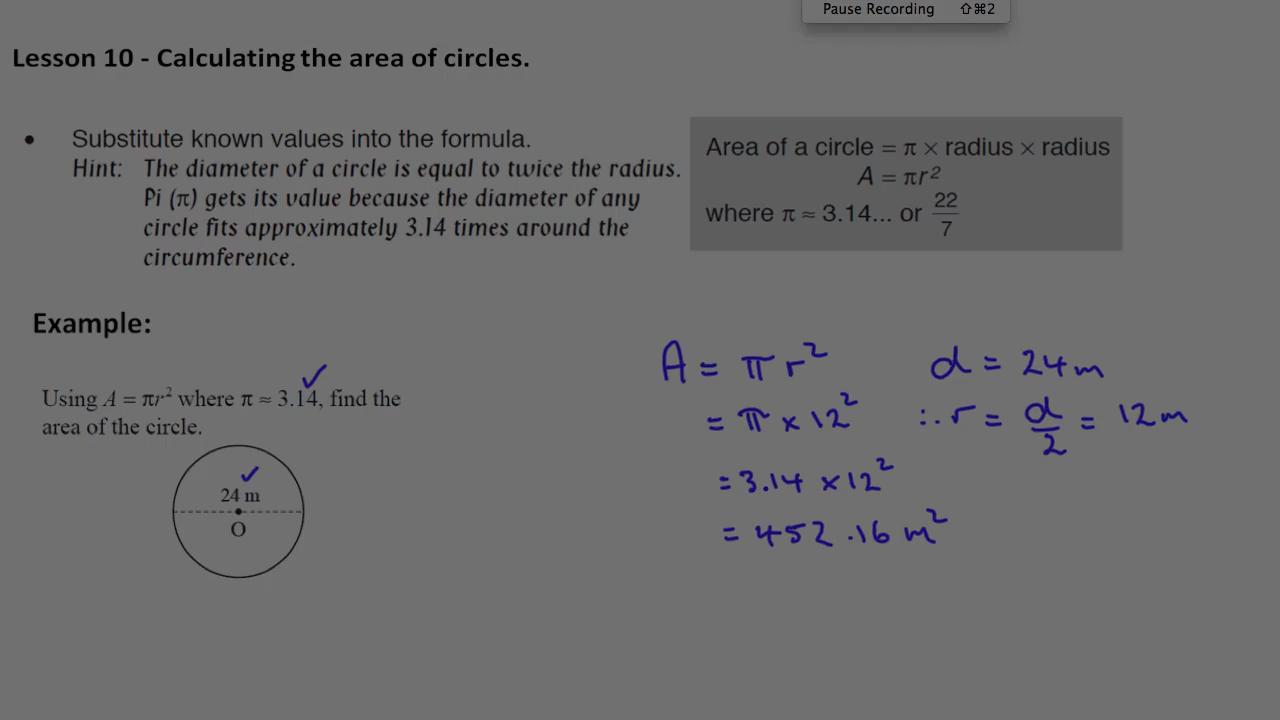 Pause Recording ⇧⌘2
Lesson 10 - Calculating the area of circles.
• Substitute known values into the formula.
Hint: The diameter of a circle is equal to twice the radius.
Pi (π) gets its value because the diameter of any
circle fits approximately 3.14 times around the
circumference.
Area of a circle = π × radius × radius
A = πr²
where π ≈ 3.14... or 22/7
Example:
Using A = πr² where π ≈ 3.14, find the
area of the circle.
24 m
O
A = πr²
= π × 12²
= 3.14 × 12²
= 452.16 m²
d = 24m
∴ r = d/2 = 12m